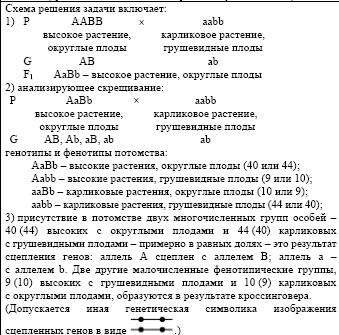 Схема решения задачи включает:
1) P AABB × aabb
высокое растение, карликовое растение,
округлые плоды грушевидные плоды
G AB ab
F₁ AaBb – высокое растение, округлые плоды
2) анализирующее скрещивание:
P AaBb × aabb
высокое растение, карликовое растение,
округлые плоды грушевидные плоды
G AB, Ab, aB, ab ab
генотипы и фенотипы потомства:
AaBb – высокие растения, округлые плоды (40 или 44);
Aabb – высокие растения, грушевидные плоды (9 или 10);
aaBb – карликовые растения, округлые плоды (10 или 9);
aabb – карликовые растения, грушевидные плоды (44 или 40);
3) присутствие в потомстве двух многочисленных групп особей –
40 (44) высоких с округлыми плодами и 44 (40) карликовых
с грушевидными плодами – примерно в равных долях – это результат
сцепления генов: аллель A сцеплен с аллелем B; аллель a –
с аллелем b. Две другие малочисленные фенотипические группы,
9 (10) высоких с грушевидными плодами и 10 (9) карликовых
с округлыми плодами, образуются в результате кроссинговера.
(Допускается иная генетическая символика изображения
сцепленных генов в виде .)